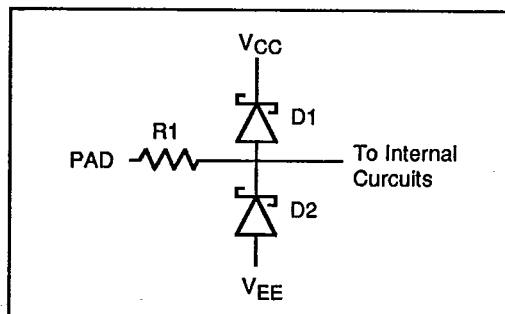 VCC
D1
R1
PAD
To Internal
Curcuits
D2
VEE